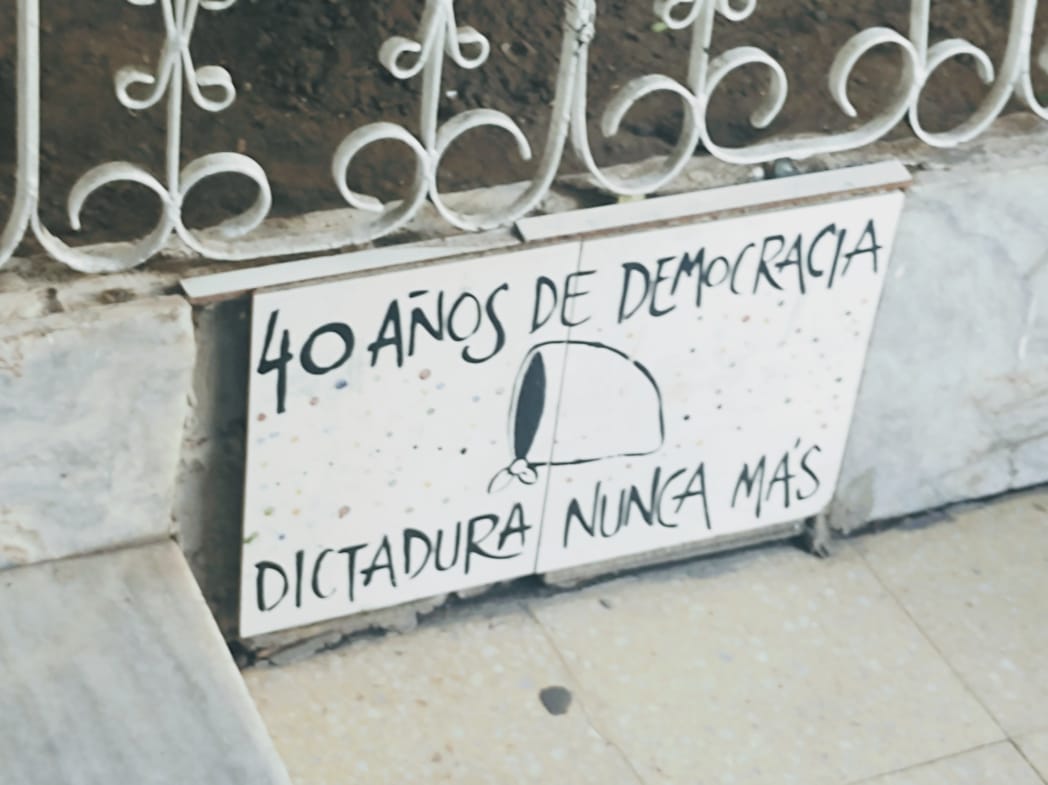 40 AÑOS DE DEMOCRACIA
DICTADURA NUNCA MÁS